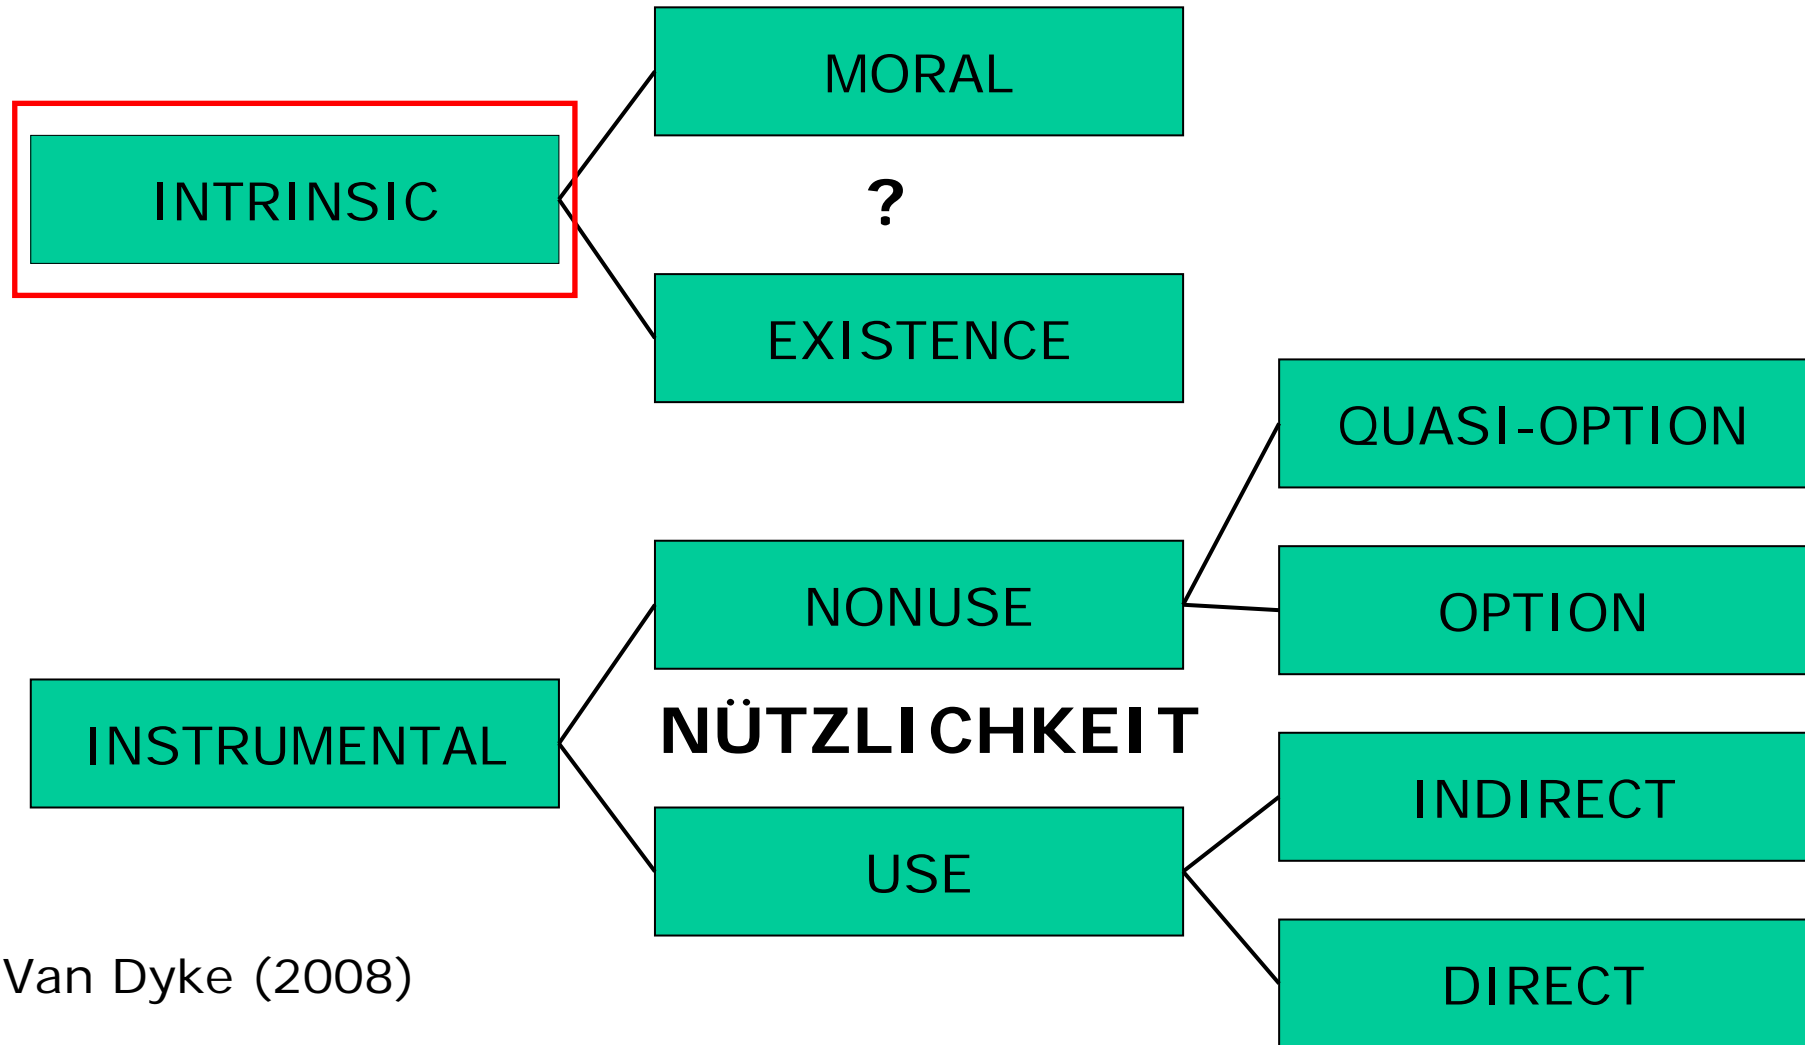 MORAL
INTRINSIC
?
EXISTENCE
QUASI-OPTION
NONUSE
OPTION
INSTRUMENTAL
NÜTZLICHKEIT
INDIRECT
USE
DIRECT
Van Dyke (2008)